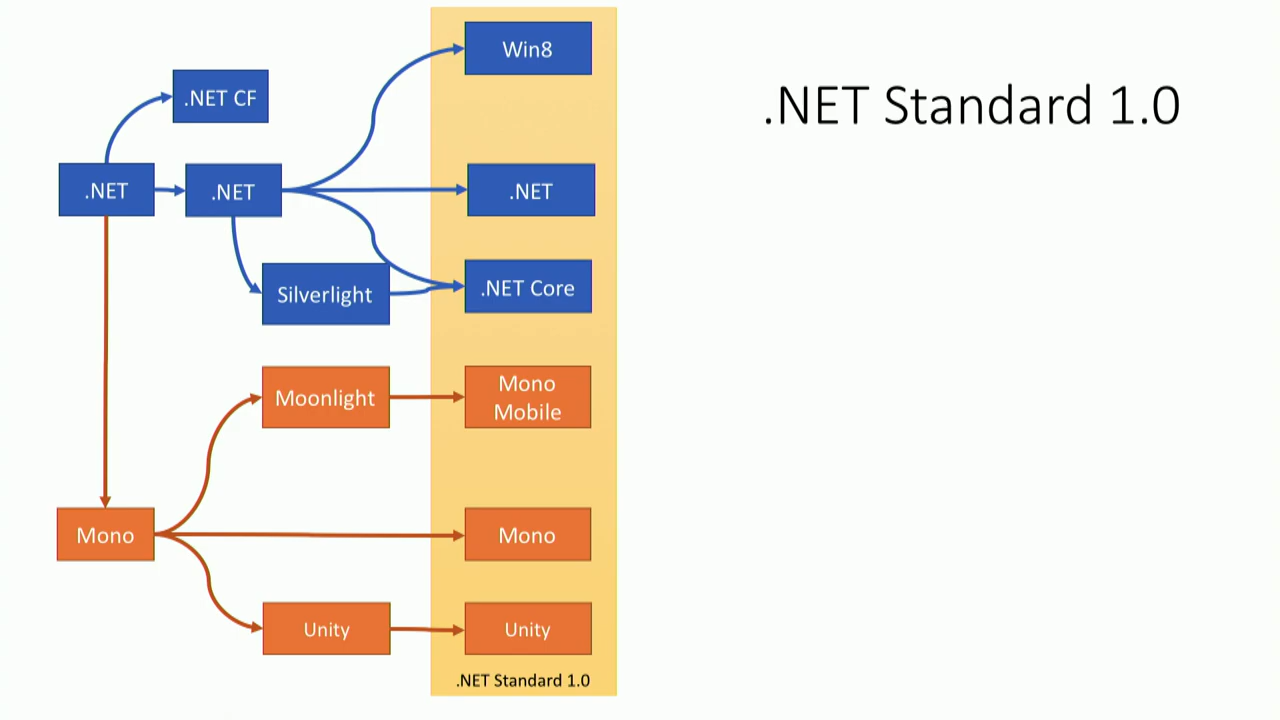 .NET Standard 1.0
Win8
.NET CF
.NET
.NET
.NET
Silverlight
.NET Core
Moonlight
Mono
Mobile
Mono
Mono
Unity
Unity
.NET Standard 1.0